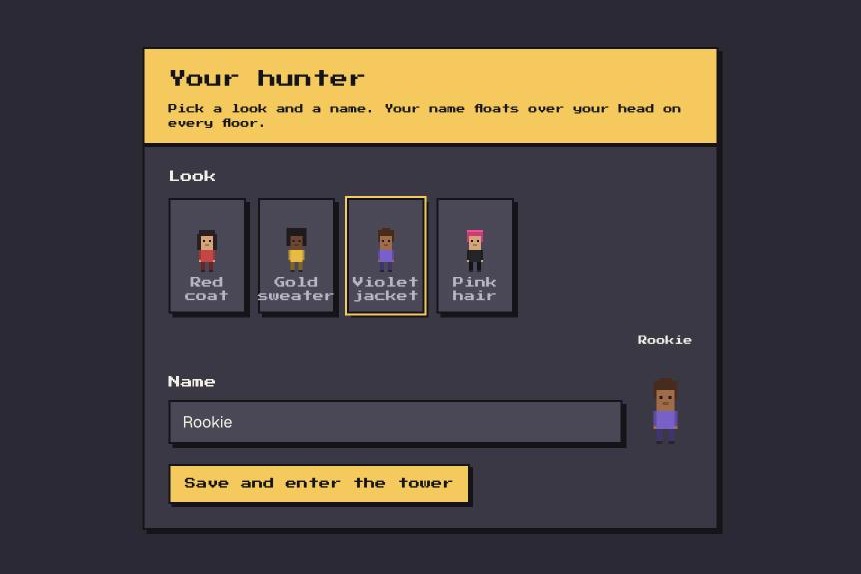 Your hunter
Pick a look and a name. Your name floats over your head on
every floor.
Look
Red
coat
Gold
sweater
Violet
jacket
Pink
hair
Rookie
Name
Rookie
Save and enter the tower